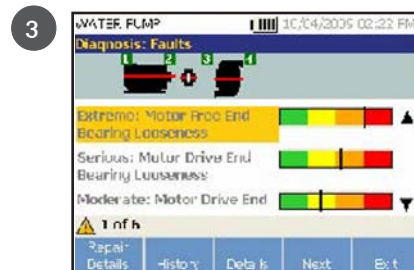 3
WATER PUMP 10/04/2009 02:22 PM
Diagnosis: Faults
1 2 3 4
Extreme: Motor Free End
Bearing Looseness
Serious: Motor Drive End
Bearing Looseness
Moderate: Motor Drive End
1 of 6
Repair
Details History Details Next Exit